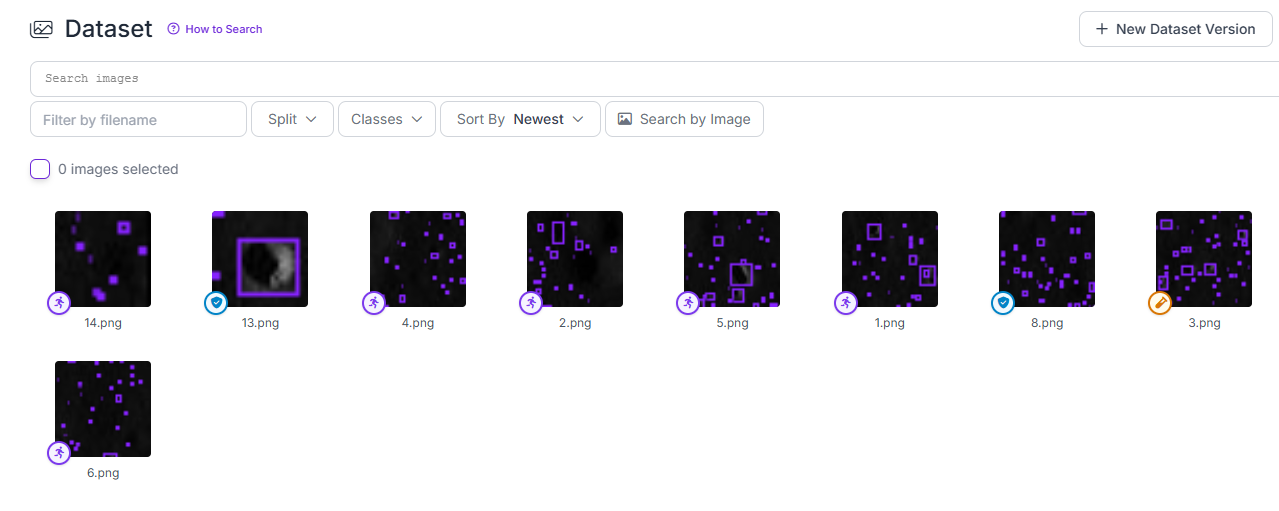 Dataset How to Search
+ New Dataset Version
Search images
Filter by filename Split Classes Sort By Newest Search by Image
0 images selected
14.png 13.png 4.png 2.png 5.png 1.png 8.png 3.png
6.png